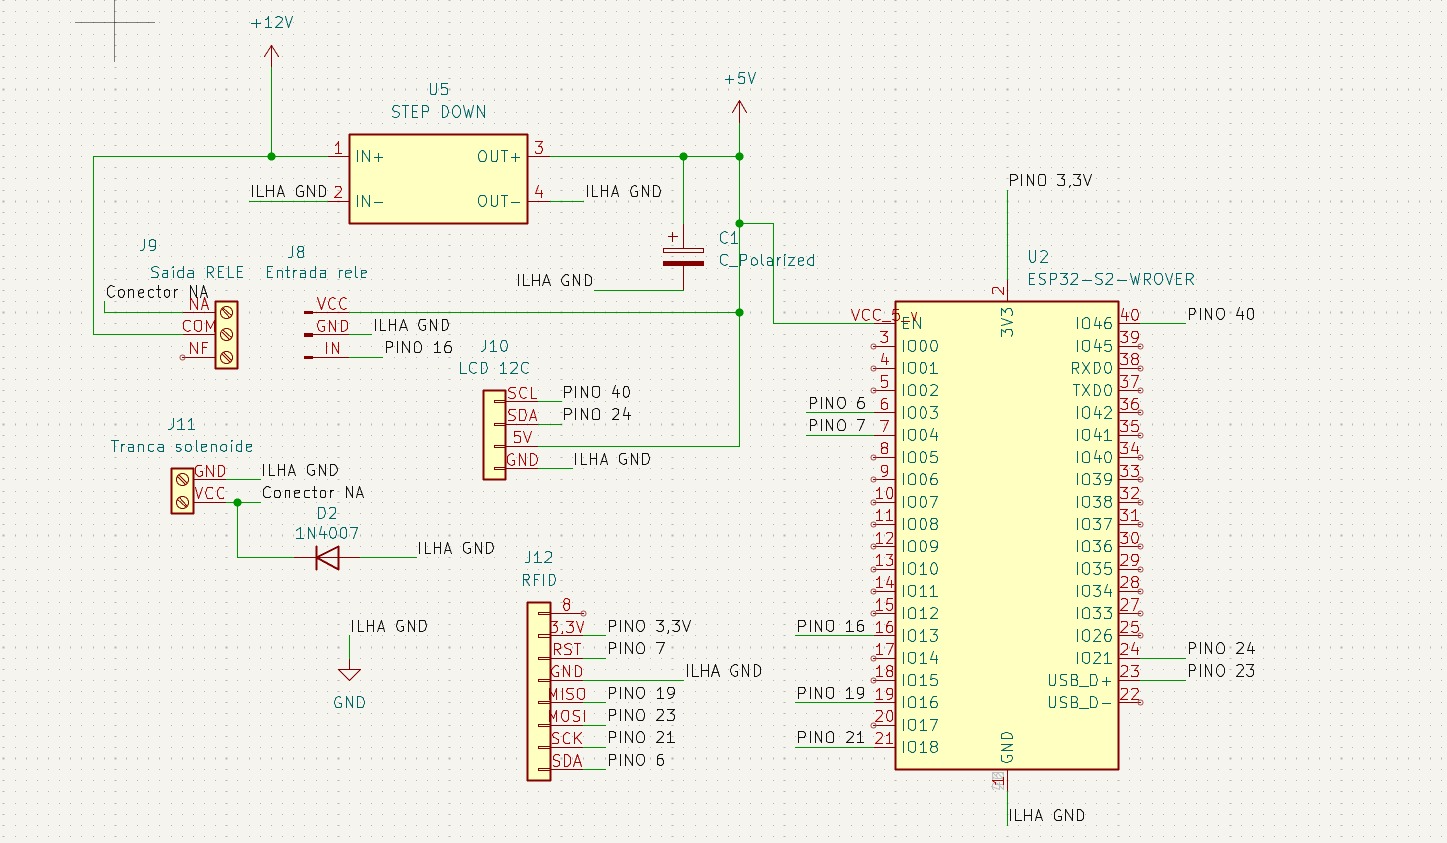 +12V
+5V
U5
STEP DOWN
1 IN+ OUT+ 3
ILHA GND 2 IN- OUT- 4 ILHA GND
C1
C_Polarized
ILHA GND
J9
Saida RELE
Conector NA
NA
COM
NF
J8
Entrada rele
VCC
GND ILHA GND
IN PINO 16
J10
LCD 12C
SCL PINO 40
SDA PINO 24
5V
GND ILHA GND
J11
Tranca solenoide
GND ILHA GND
VCC Conector NA
D2
1N4007
ILHA GND
ILHA GND
GND
J12
RFID
8
3,3V PINO 3,3V
RST PINO 7
GND ILHA GND
MISO PINO 19
MOSI PINO 23
SCK PINO 21
SDA PINO 6
PINO 3,3V
U2
ESP32-S2-WROVER
2
3V3
VCC_5 v EN IO46 40 PINO 40
3 IO00 IO45 39
4 IO01 RXD0 38
5 IO02 TXD0 37
PINO 6 6 IO03 IO42 36
PINO 7 7 IO04 IO41 35
8 IO05 IO40 34
9 IO06 IO39 33
10 IO07 IO38 32
11 IO08 IO37 31
12 IO09 IO36 30
13 IO10 IO35 29
14 IO11 IO34 28
15 IO12 IO33 27
PINO 16 16 IO13 IO26 25
17 IO14 IO21 24 PINO 24
18 IO15 USB_D+ 23 PINO 23
PINO 19 19 IO16 USB_D- 22
20 IO17
PINO 21 21 IO18
GND
1
ILHA GND